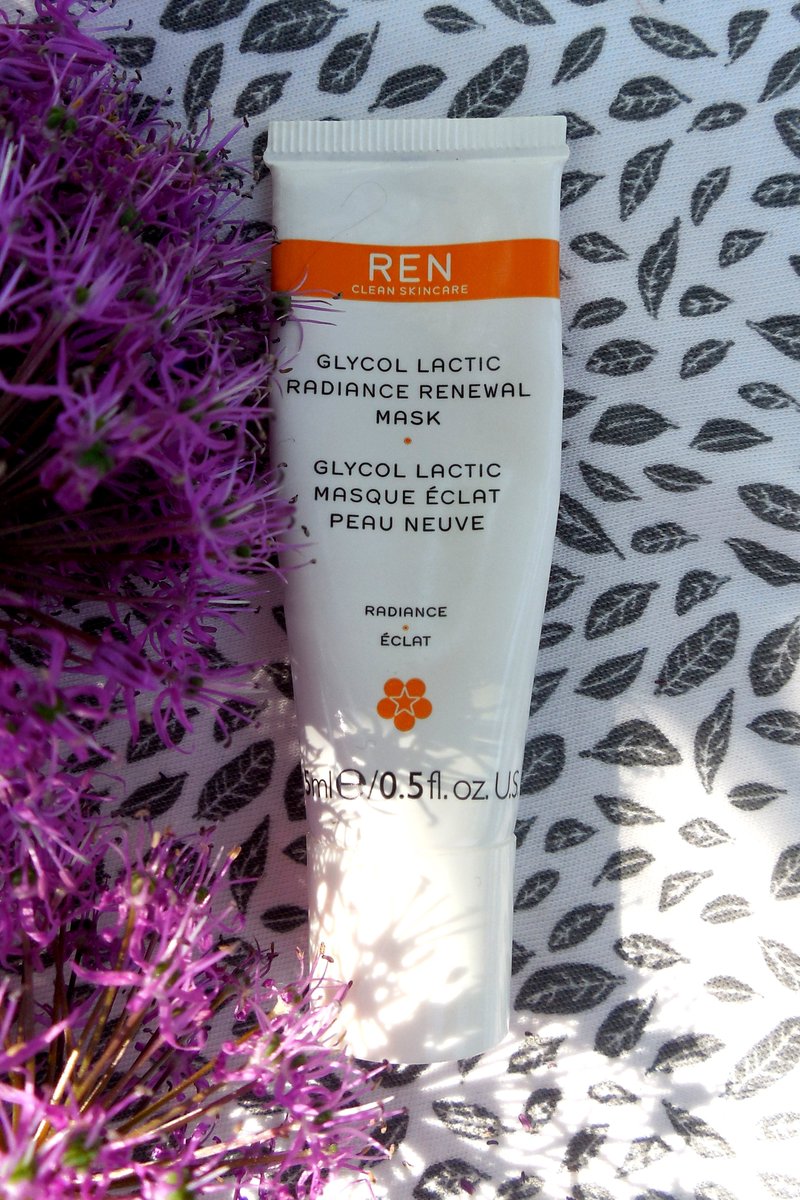 REN
CLEAN SKINCARE
GLYCOL LACTIC
RADIANCE RENEWAL
MASK
GLYCOL LACTIC
MASQUE ÉCLAT
PEAU NEUVE
RADIANCE
ÉCLAT
5ml℮/0.5fl. oz. U.S